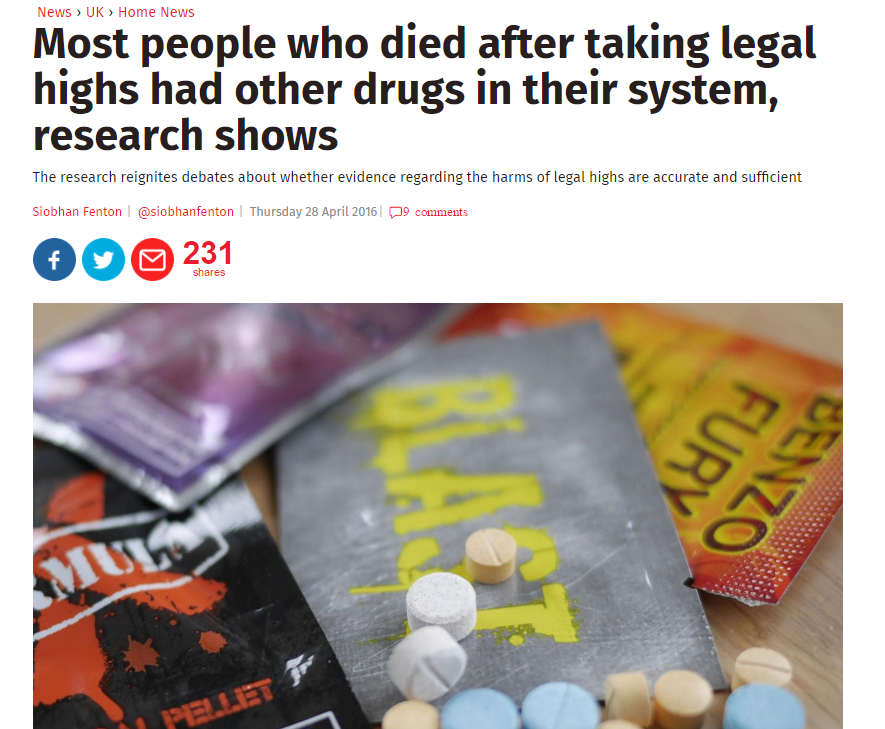 News › UK › Home News
Most people who died after taking legal
highs had other drugs in their system,
research shows
The research reignites debates about whether evidence regarding the harms of legal highs are accurate and sufficient
Siobhan Fenton | @siobhanfenton | Thursday 28 April 2016 | 9 comments
231
shares
BLAST
BENZO
FURY
PELLET